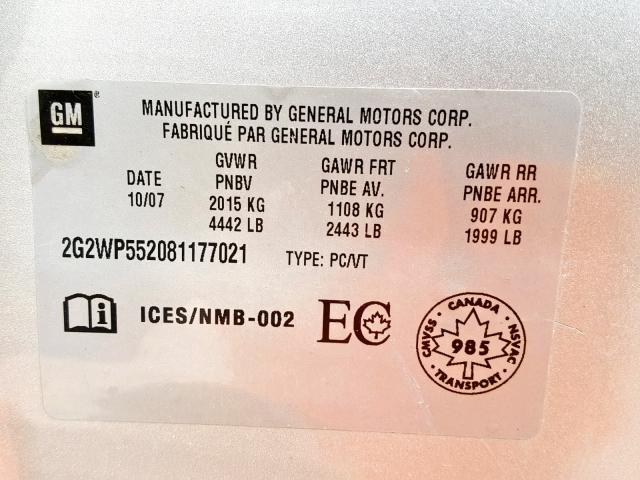 GM ®
MANUFACTURED BY GENERAL MOTORS CORP.
FABRIQUÉ PAR GENERAL MOTORS CORP.
DATE GVWR GAWR FRT GAWR RR
10/07 PNBV PNBE AV. PNBE ARR.
2015 KG 1108 KG 907 KG
4442 LB 2443 LB 1999 LB
2G2WP552081177021 TYPE: PC/VT
i ICES/NMB-002 EC
CANADA
CMVSS 985 NSVAC
TRANSPORT